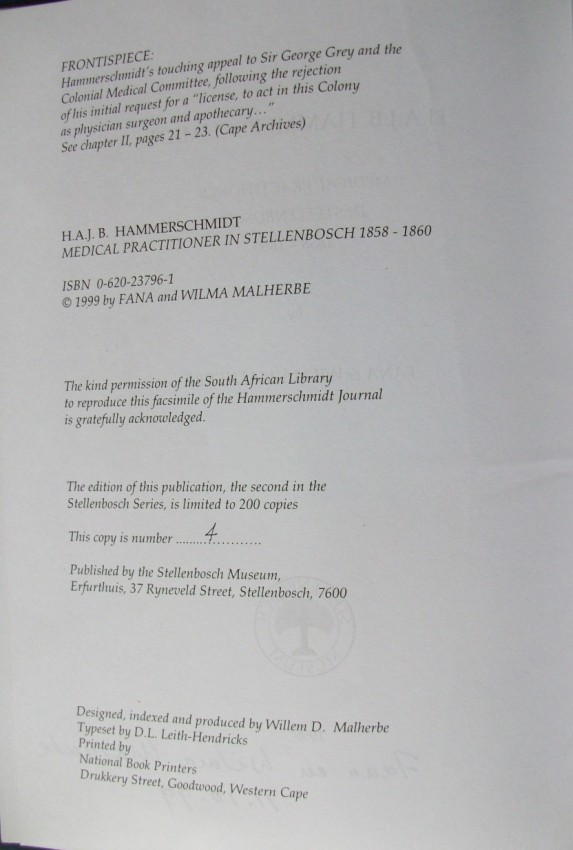 FRONTISPIECE:
Hammerschmidt's touching appeal to Sir George Grey and the
Colonial Medical Committee, following the rejection
of his initial request for a "license, to act in this Colony
as physician surgeon and apothecary..."
See chapter II, pages 21 – 23. (Cape Archives)
H.A.J. B. HAMMERSCHMIDT
MEDICAL PRACTITIONER IN STELLENBOSCH 1858 - 1860
ISBN 0-620-23796-1
© 1999 by FANA and WILMA MALHERBE
The kind permission of the South African Library
to reproduce this facsimile of the Hammerschmidt Journal
is gratefully acknowledged.
The edition of this publication, the second in the
Stellenbosch Series, is limited to 200 copies
This copy is number .........4...........
Published by the Stellenbosch Museum,
Erfurthuis, 37 Ryneveld Street, Stellenbosch, 7600
Designed, indexed and produced by Willem D. Malherbe
Typeset by D.L. Leith-Hendricks
Printed by
National Book Printers
Drukkery Street, Goodwood, Western Cape